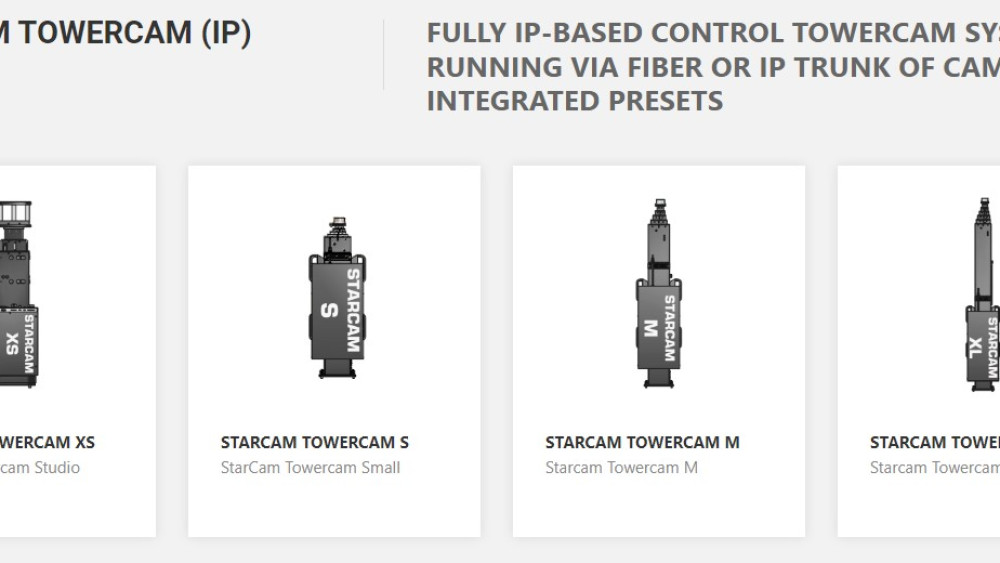 M TOWERCAM (IP)
FULLY IP-BASED CONTROL TOWERCAM SYS
RUNNING VIA FIBER OR IP TRUNK OF CAM
INTEGRATED PRESETS
STARCAM
XS
STARCAM
S
STARCAM
M
STARCAM
XL
WERCAM XS
cam Studio
STARCAM TOWERCAM S
StarCam Towercam Small
STARCAM TOWERCAM M
Starcam Towercam M
STARCAM TOWE
Starcam Towercam